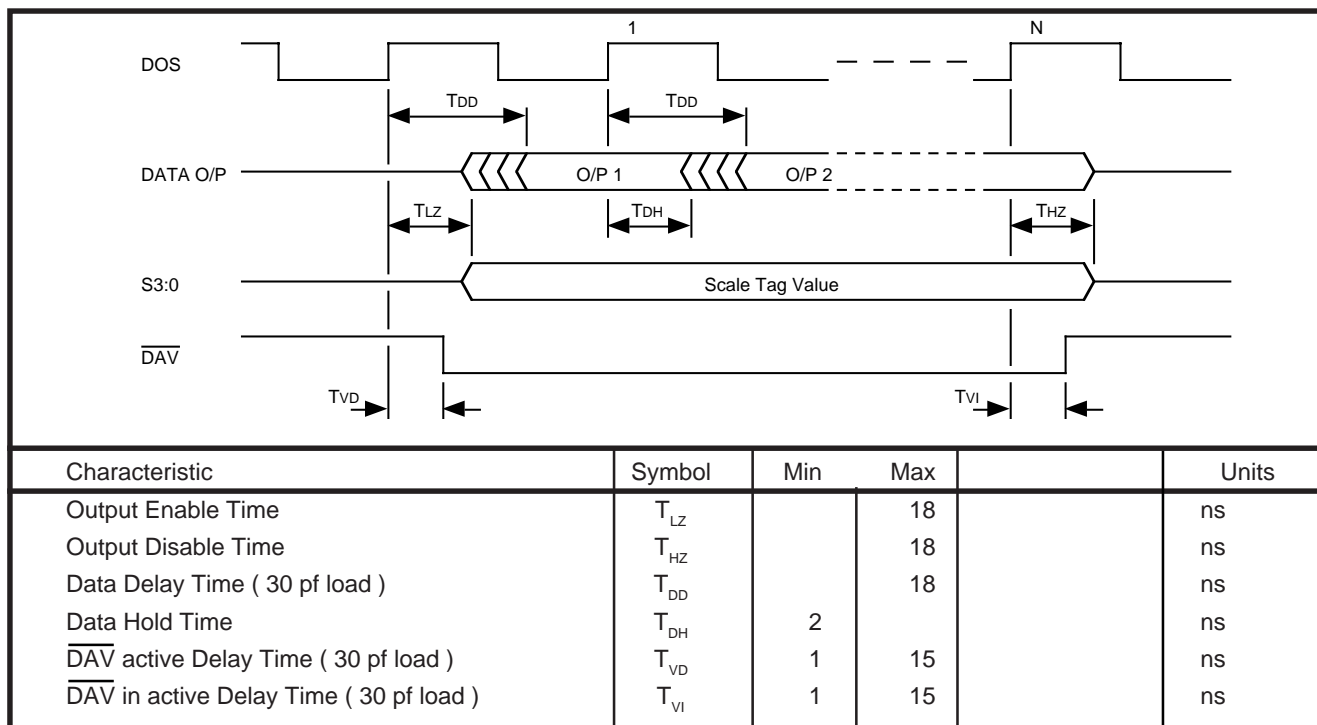 1 N
DOS
TDD TDD
DATA O/P O/P 1 O/P 2
TLZ TDH THZ
S3:0 Scale Tag Value
DAV
TVD TVI
Characteristic Symbol Min Max Units
Output Enable Time TLZ 18 ns
Output Disable Time THZ 18 ns
Data Delay Time ( 30 pf load ) TDD 18 ns
Data Hold Time TDH 2 ns
DAV active Delay Time ( 30 pf load ) TVD 1 15 ns
DAV in active Delay Time ( 30 pf load ) TVI 1 15 ns